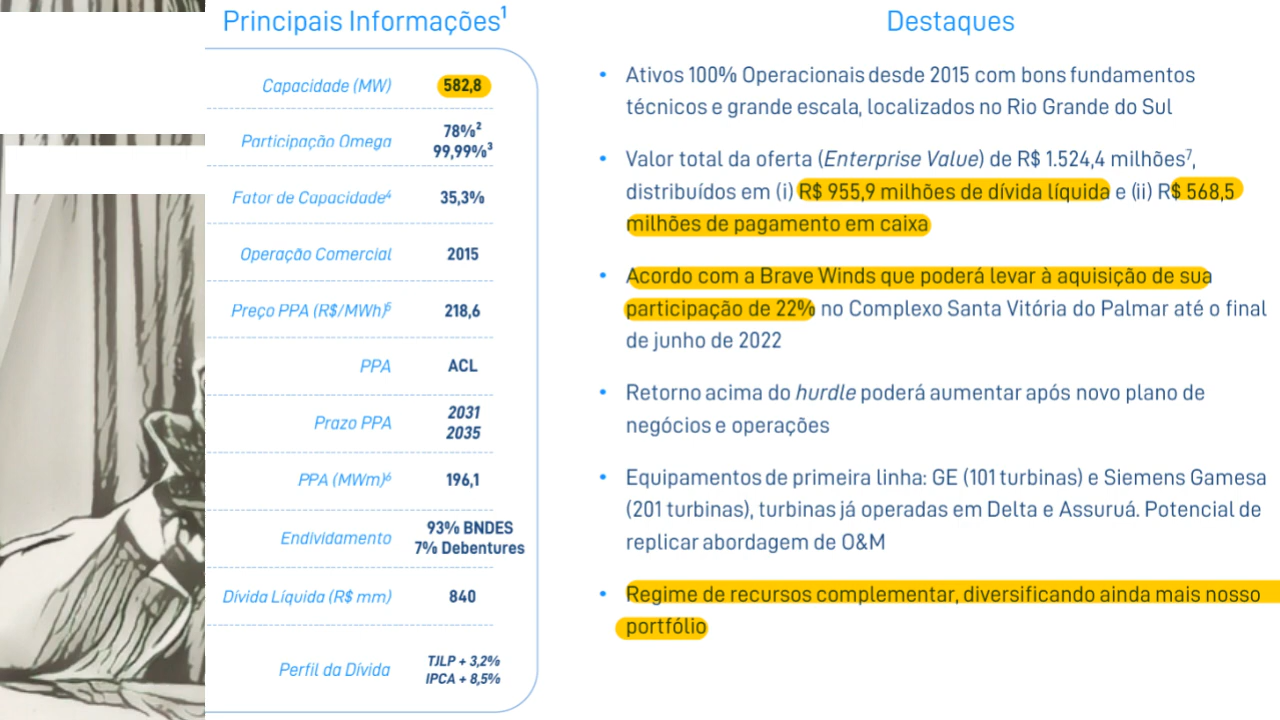 Principais Informações¹
Capacidade (MW) 582,8
Participação Omega 78%²
99,99%³
Fator de Capacidade⁴ 35,3%
Operação Comercial 2015
Preço PPA (R$/MWh)⁵ 218,6
PPA ACL
Prazo PPA 2031
2035
PPA (MWm)⁶ 196,1
Endividamento 93% BNDES
7% Debentures
Dívida Líquida (R$ mm) 840
Perfil da Dívida TJLP + 3,2%
IPCA + 8,5%
Destaques
• Ativos 100% Operacionais desde 2015 com bons fundamentos
técnicos e grande escala, localizados no Rio Grande do Sul
• Valor total da oferta (Enterprise Value) de R$ 1.524,4 milhões⁷,
distribuídos em (i) R$ 955,9 milhões de dívida líquida e (ii) R$ 568,5
milhões de pagamento em caixa
• Acordo com a Brave Winds que poderá levar à aquisição de sua
participação de 22% no Complexo Santa Vitória do Palmar até o final
de junho de 2022
• Retorno acima do hurdle poderá aumentar após novo plano de
negócios e operações
• Equipamentos de primeira linha: GE (101 turbinas) e Siemens Gamesa
(201 turbinas), turbinas já operadas em Delta e Assuruá. Potencial de
replicar abordagem de O&M
• Regime de recursos complementar, diversificando ainda mais nosso
portfólio